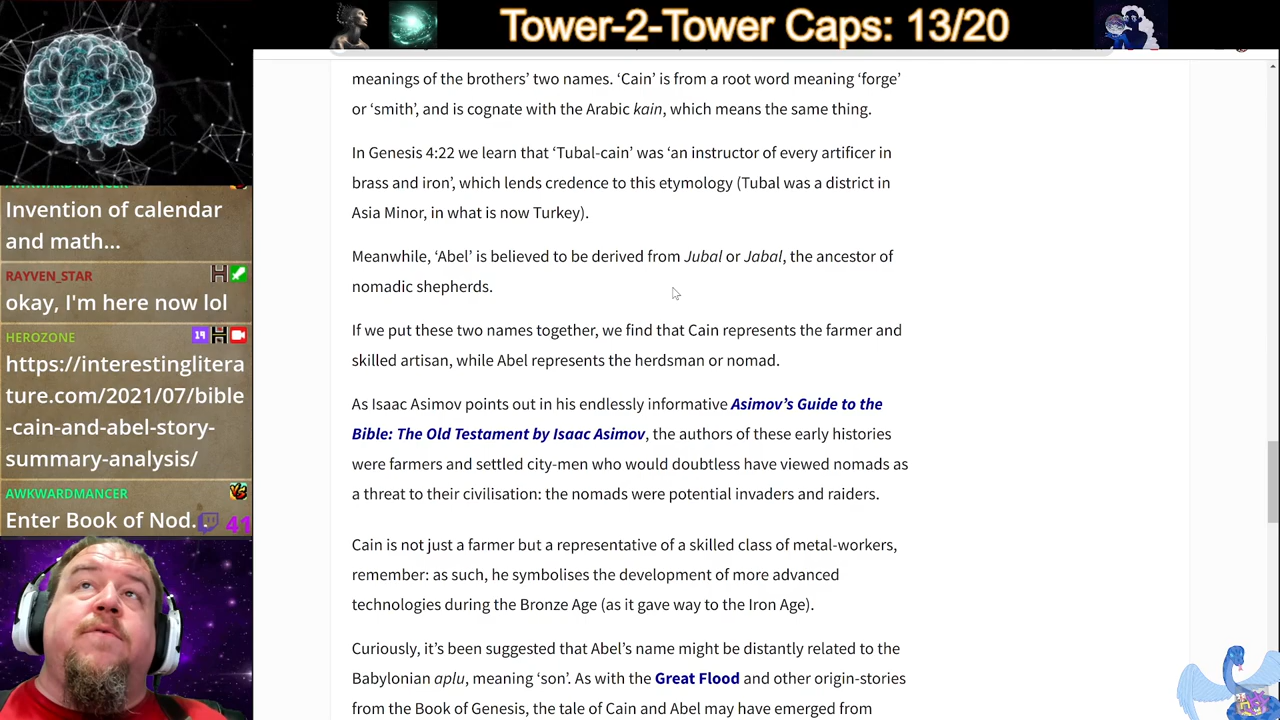 Tower-2-Tower Caps: 13/20
meanings of the brothers’ two names. ‘Cain’ is from a root word meaning ‘forge’
or ‘smith’, and is cognate with the Arabic kain, which means the same thing.
In Genesis 4:22 we learn that ‘Tubal-cain’ was ‘an instructor of every artificer in
brass and iron’, which lends credence to this etymology (Tubal was a district in
Asia Minor, in what is now Turkey).
Meanwhile, ‘Abel’ is believed to be derived from Jubal or Jabal, the ancestor of
nomadic shepherds.
If we put these two names together, we find that Cain represents the farmer and
skilled artisan, while Abel represents the herdsman or nomad.
As Isaac Asimov points out in his endlessly informative Asimov’s Guide to the
Bible: The Old Testament by Isaac Asimov, the authors of these early histories
were farmers and settled city-men who would doubtless have viewed nomads as
a threat to their civilisation: the nomads were potential invaders and raiders.
Cain is not just a farmer but a representative of a skilled class of metal-workers,
remember: as such, he symbolises the development of more advanced
technologies during the Bronze Age (as it gave way to the Iron Age).
Curiously, it’s been suggested that Abel’s name might be distantly related to the
Babylonian aplu, meaning ‘son’. As with the Great Flood and other origin-stories
from the Book of Genesis, the tale of Cain and Abel may have emerged from
AWKWARDMANCER
Invention of calendar
and math...
RAYVEN_STAR
okay, I'm here now lol
HEROZONE
19
https://interestinglitera
ture.com/2021/07/bible
-cain-and-abel-story-
summary-analysis/
AWKWARDMANCER
Enter Book of Nod..
41